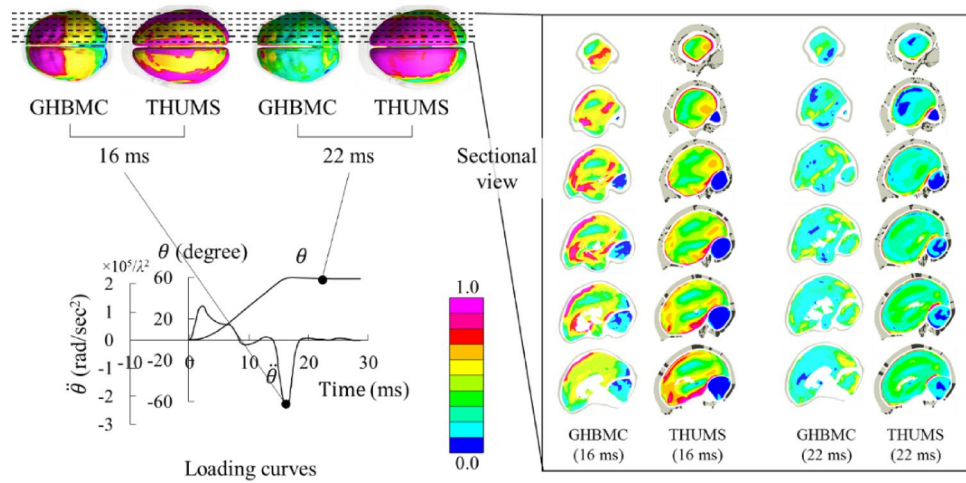 GHBMC THUMS GHBMC THUMS
16 ms 22 ms
Sectional
view
θ (degree)
θ
×10⁵/λ²
2
1
0
-1
-2
-3
θ̈ (rad/sec²)
60
20
-20
-60
-10 0 10 20 30
θ̈
Time (ms)
Loading curves
1.0
0.0
GHBMC
(16 ms)
THUMS
(16 ms)
GHBMC
(22 ms)
THUMS
(22 ms)